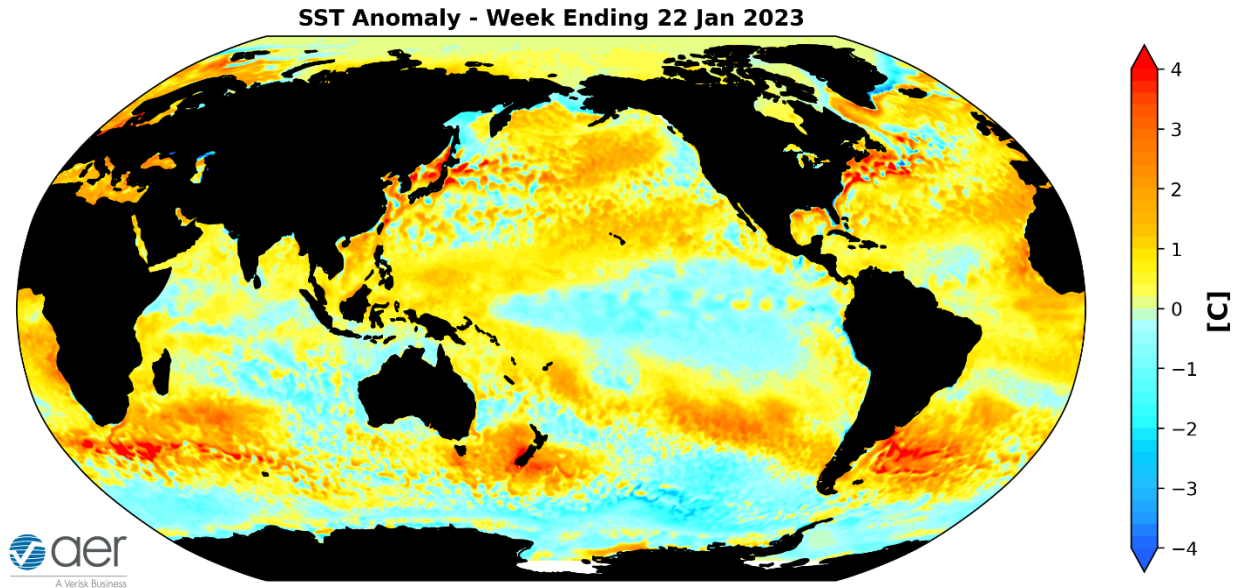 SST Anomaly - Week Ending 22 Jan 2023
4
3
2
1
0
−1
−2
−3
−4
[C]
aer
A Verisk Business